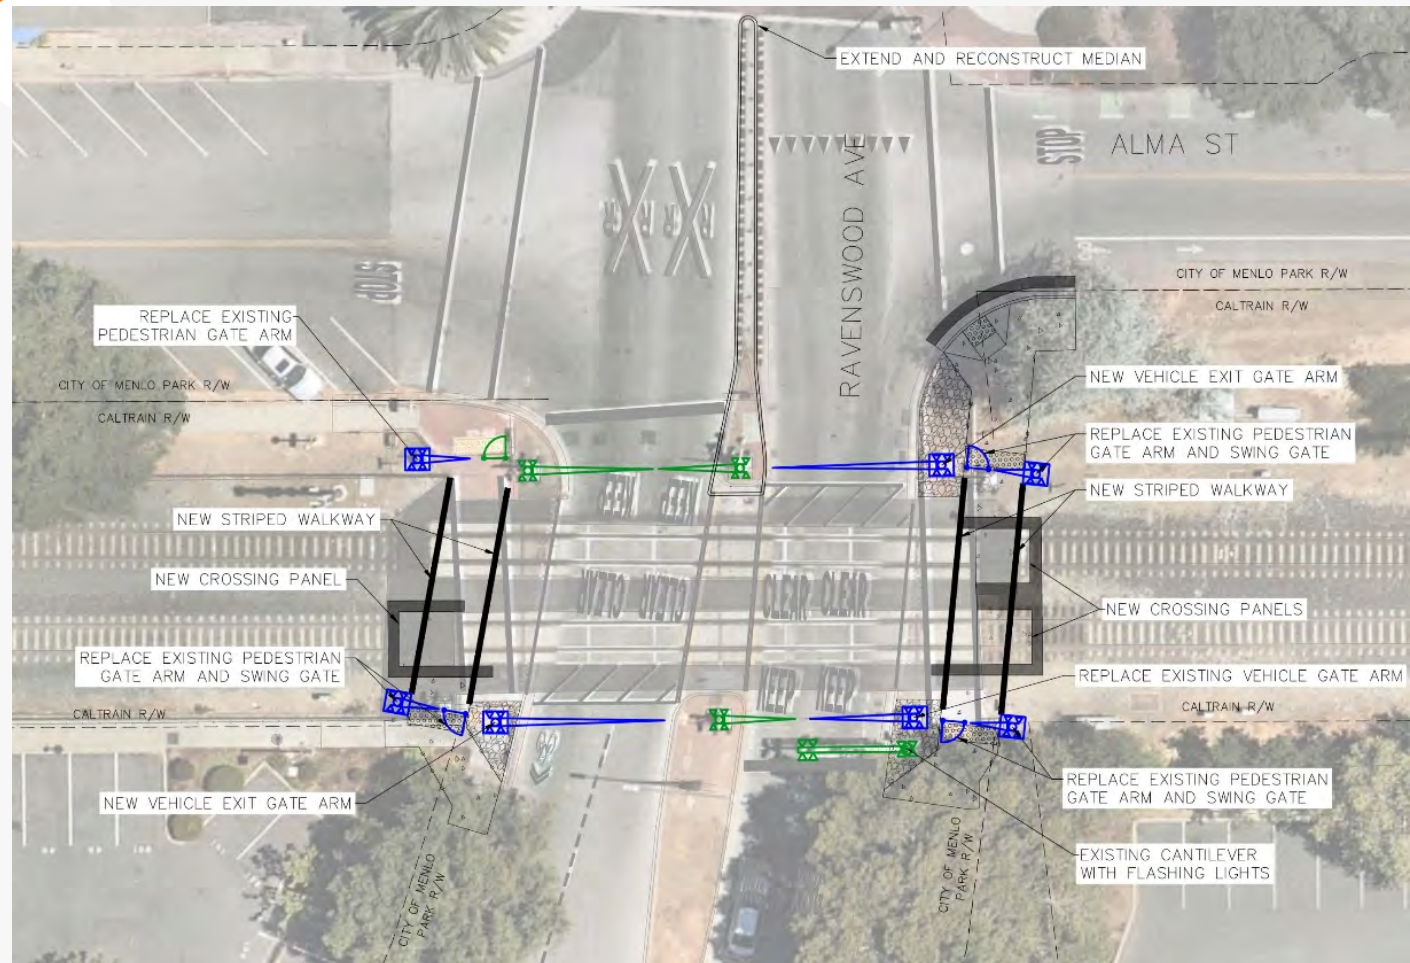 EXTEND AND RECONSTRUCT MEDIAN
STOP
ALMA ST
RAVENSWOOD AVE
R R
R R
STOP
CITY OF MENLO PARK R/W
CALTRAIN R/W
REPLACE EXISTING
PEDESTRIAN GATE ARM
CITY OF MENLO PARK R/W
CALTRAIN R/W
NEW VEHICLE EXIT GATE ARM
REPLACE EXISTING PEDESTRIAN
GATE ARM AND SWING GATE
NEW STRIPED WALKWAY
NEW STRIPED WALKWAY
KEEP KEEP
NEW CROSSING PANEL
CLEAR CLEAR
CLEAR CLEAR
NEW CROSSING PANELS
REPLACE EXISTING PEDESTRIAN
GATE ARM AND SWING GATE
KEEP KEEP
REPLACE EXISTING VEHICLE GATE ARM
CALTRAIN R/W
CALTRAIN R/W
NEW VEHICLE EXIT GATE ARM
REPLACE EXISTING PEDESTRIAN
GATE ARM AND SWING GATE
EXISTING CANTILEVER
WITH FLASHING LIGHTS
CITY OF MENLO
PARK R/W
CITY OF MENLO
PARK R/W